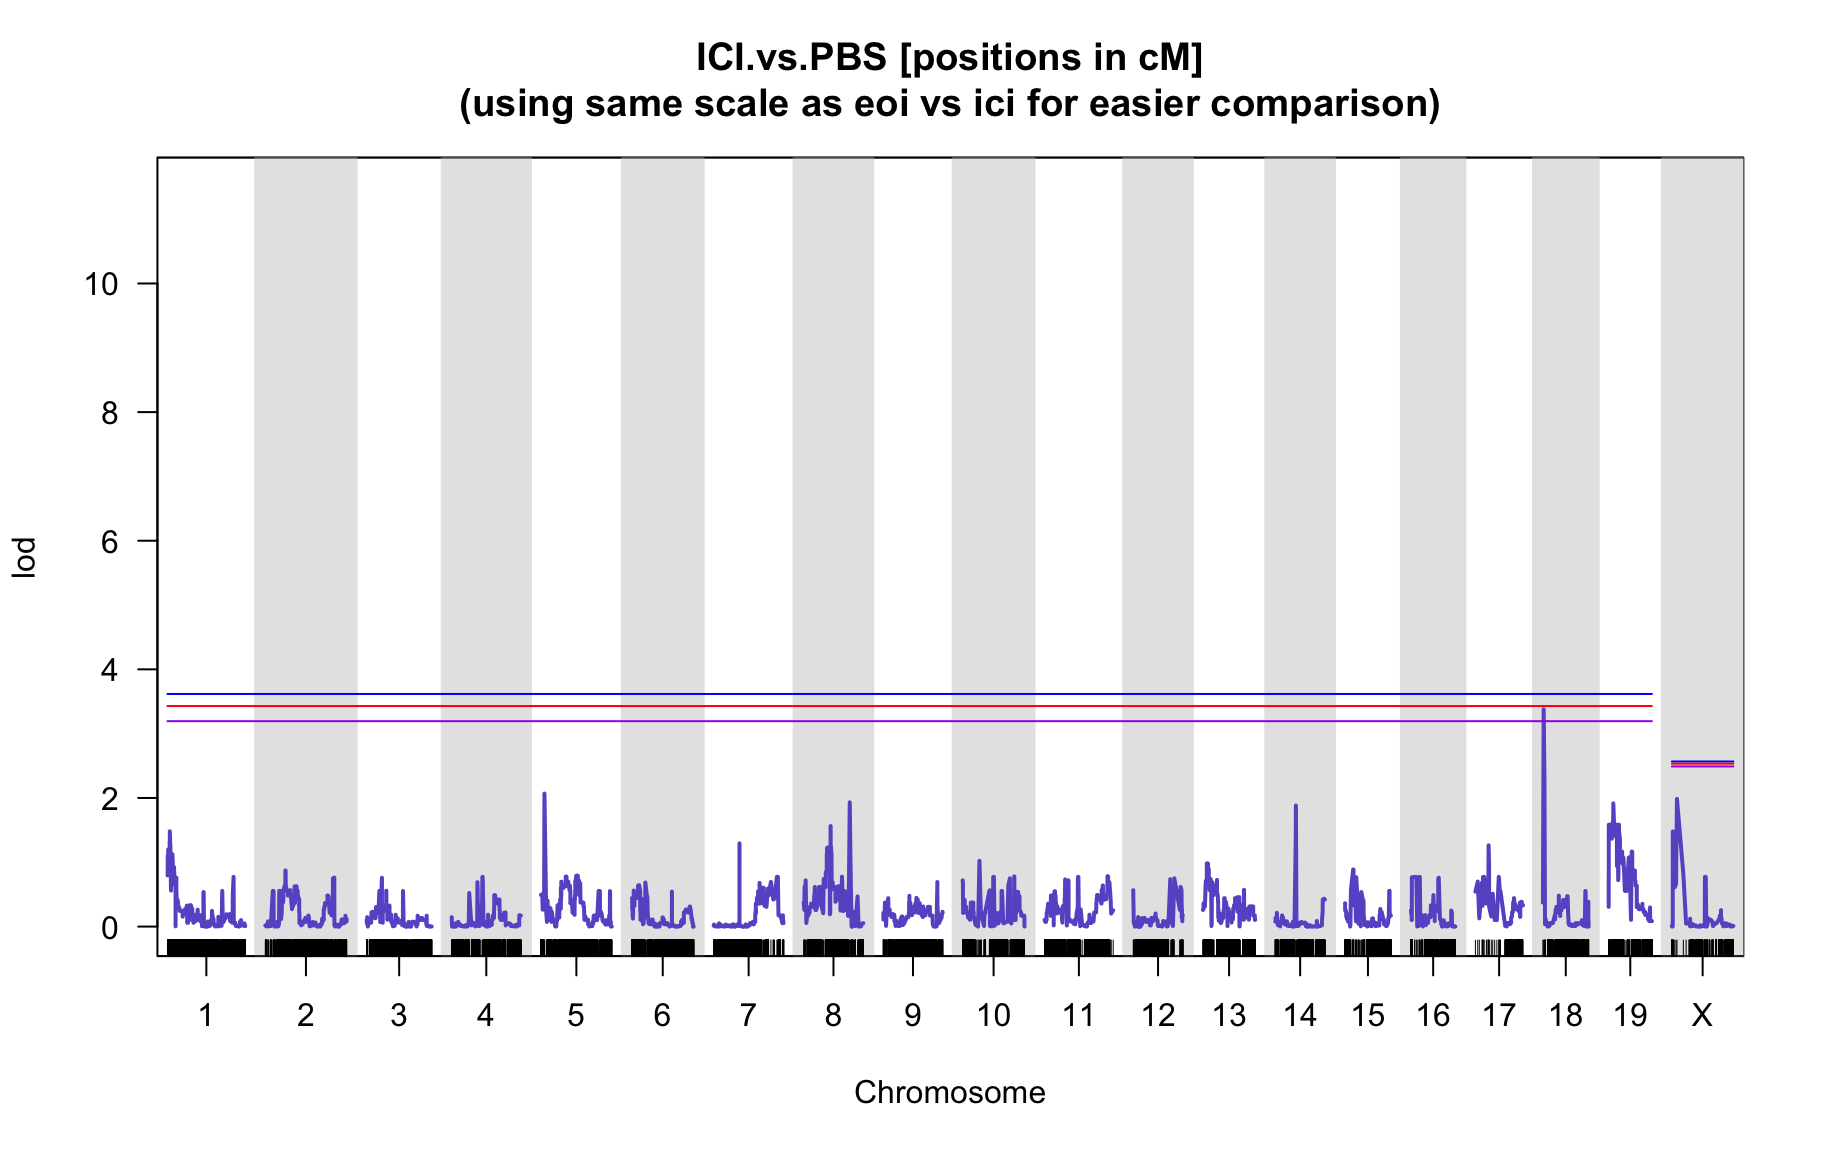 ICI.vs.PBS [positions in cM]
(using same scale as eoi vs ici for easier comparison)
10
8
6
4
2
0
lod
1 2 3 4 5 6 7 8 9 10 11 12 13 14 15 16 17 18 19 X
Chromosome